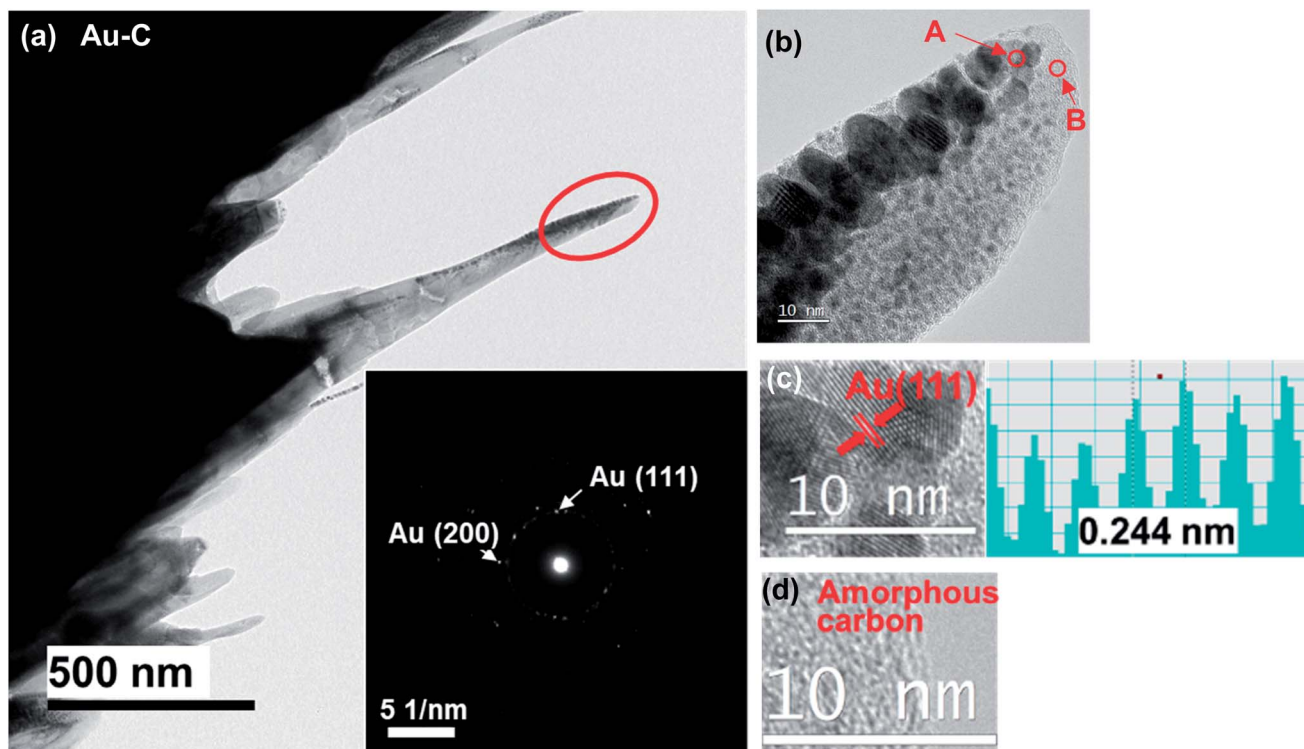 (a) Au-C
500 nm
Au (111)
Au (200)
5 1/nm
(b)
A
B
10 nm
(c)
Au(111)
10 nm
0.244 nm
(d)
Amorphous
carbon
10 nm